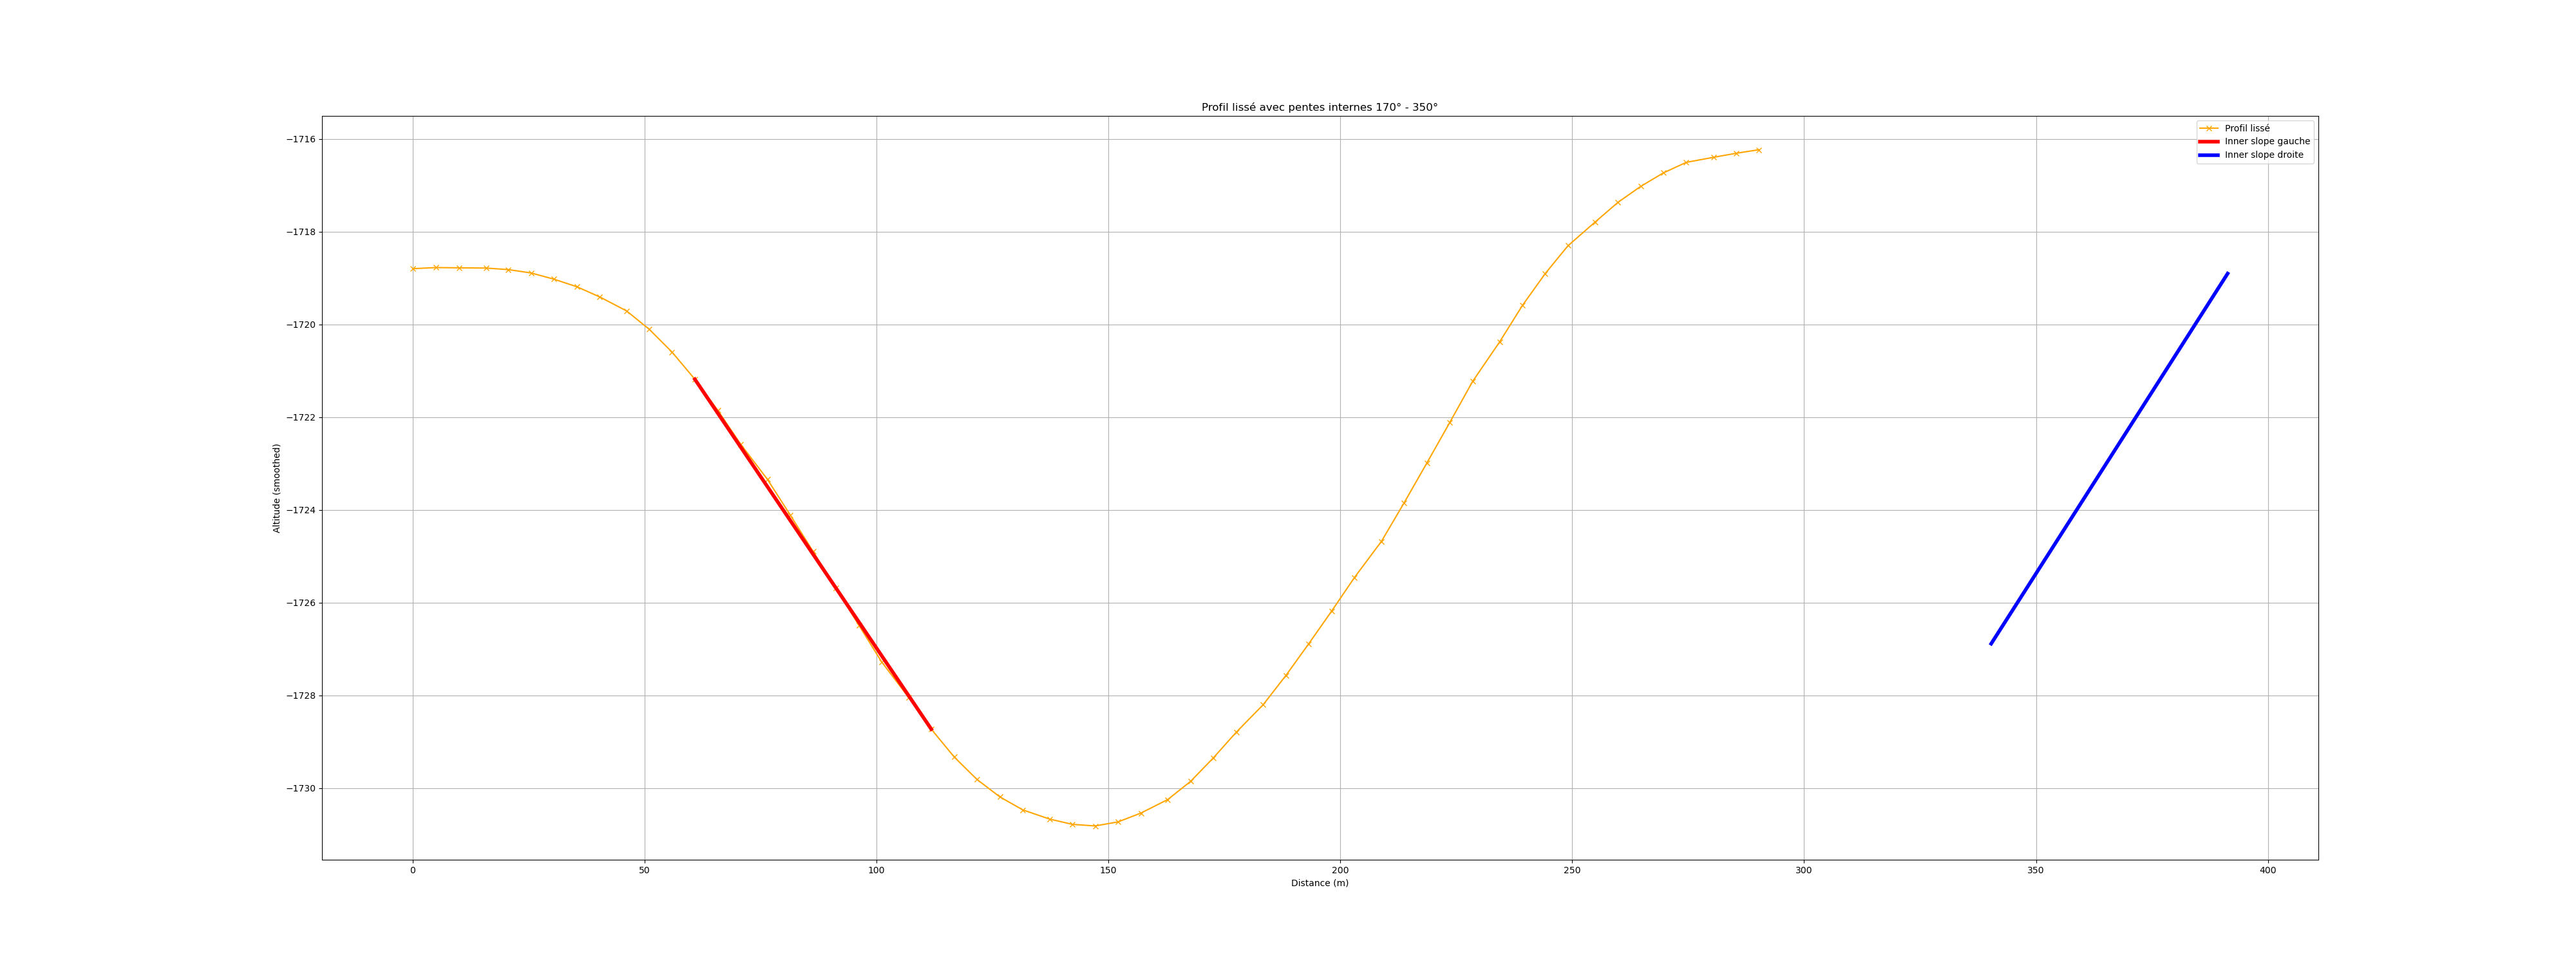 Profil lissé avec pentes internes 170° - 350°
Profil lissé
Inner slope gauche
Inner slope droite
Altitude (smoothed)
−1716
−1718
−1720
−1722
−1724
−1726
−1728
−1730
0 50 100 150 200 250 300 350 400
Distance (m)